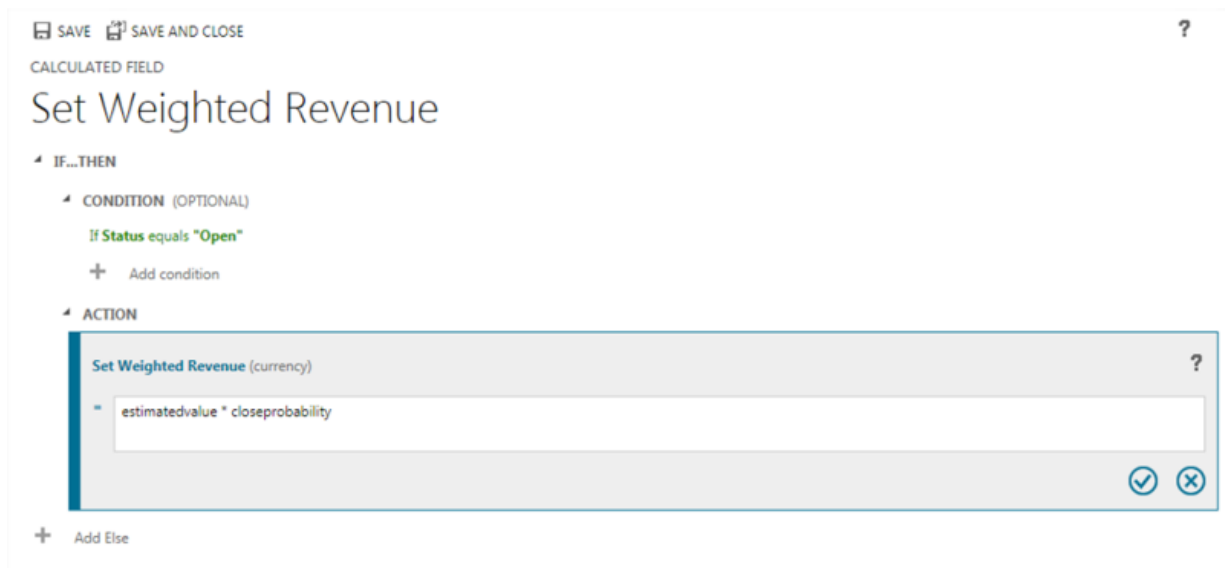 SAVE SAVE AND CLOSE ?
CALCULATED FIELD
Set Weighted Revenue
IF...THEN
CONDITION (OPTIONAL)
If Status equals "Open"
+ Add condition
ACTION
Set Weighted Revenue (currency) ?
= estimatedvalue * closeprobability
+ Add Else